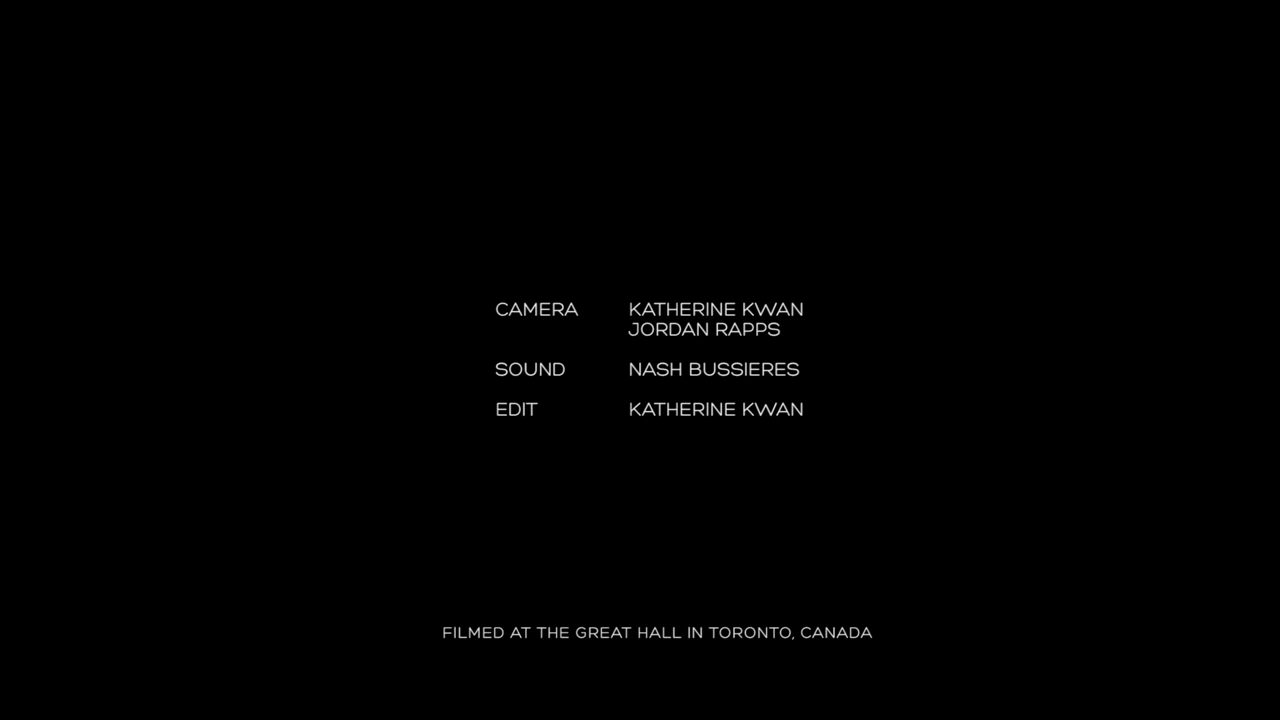 CAMERA KATHERINE KWAN
JORDAN RAPPS
SOUND NASH BUSSIERES
EDIT KATHERINE KWAN
FILMED AT THE GREAT HALL IN TORONTO, CANADA